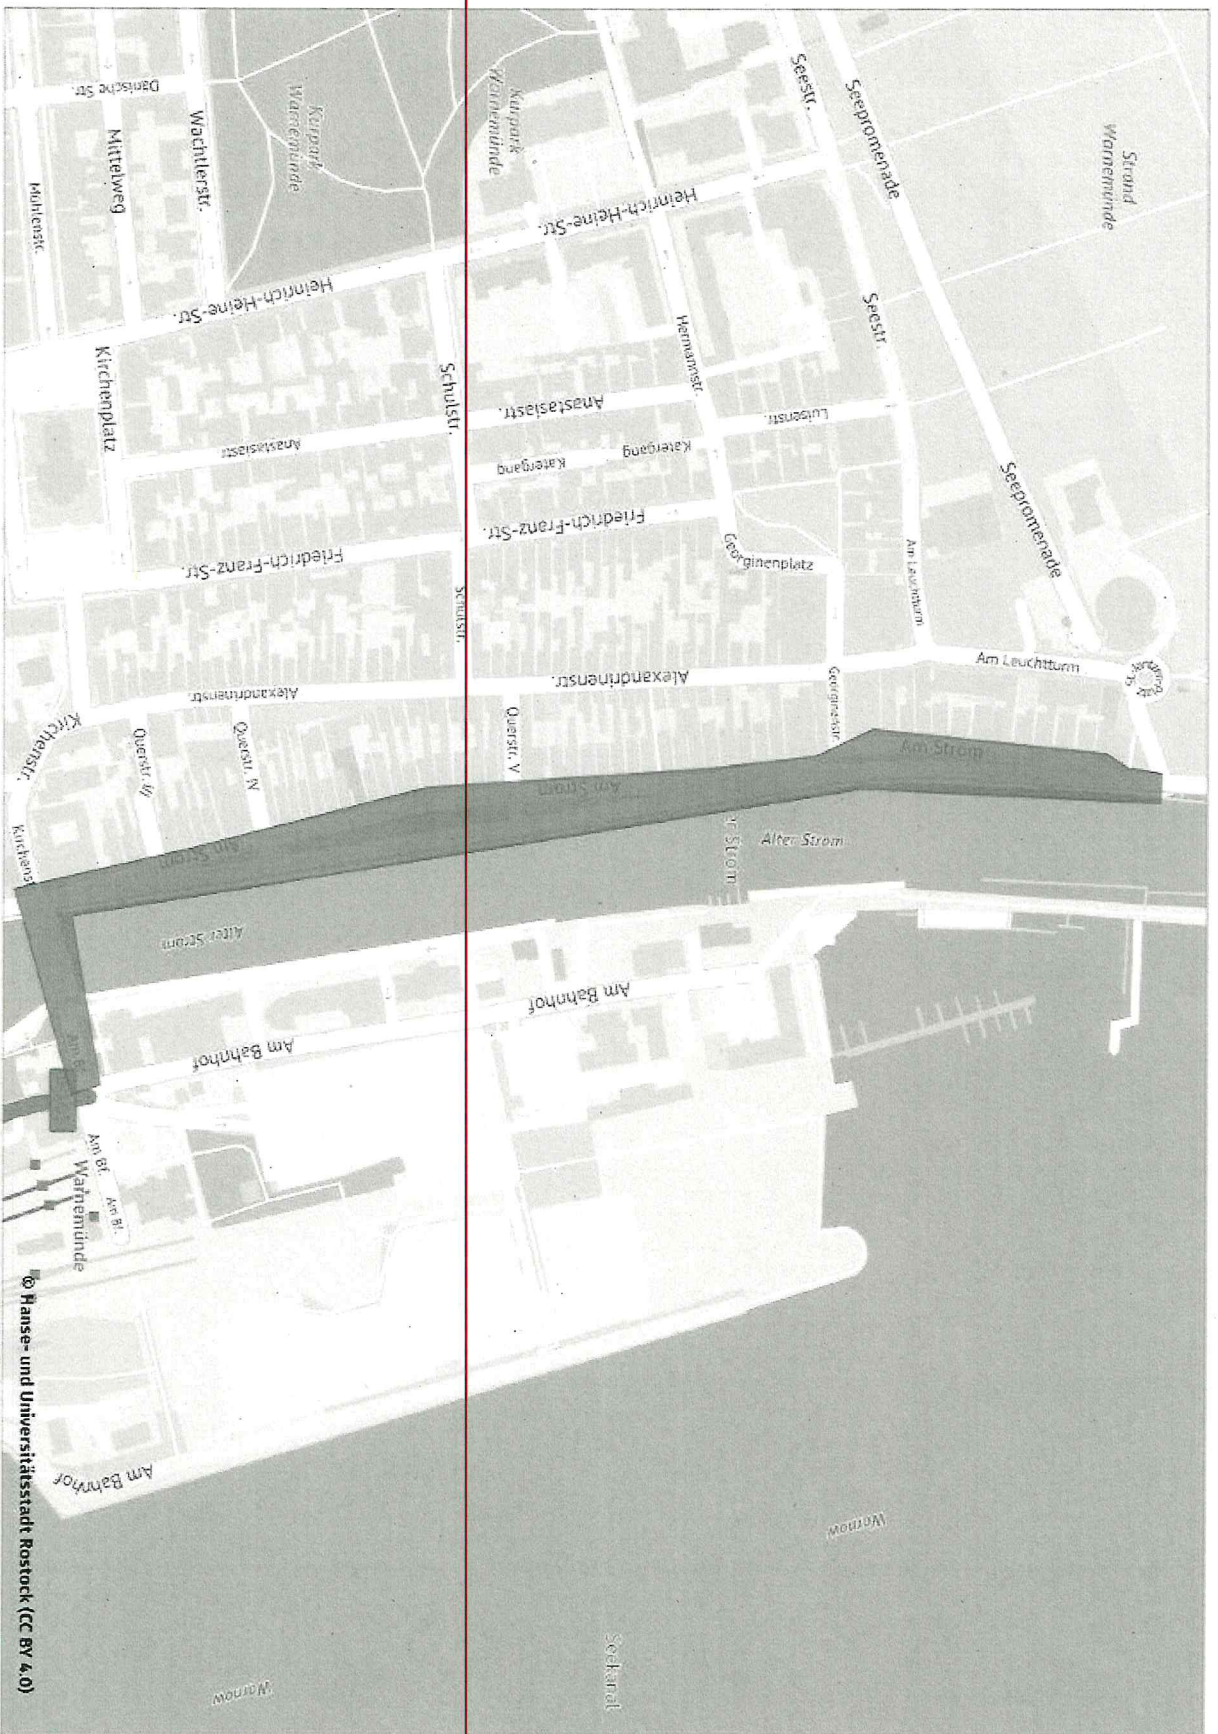 Dänische Str.
Mittelweg
Wachtlerstr.
Mühlenstr.
Kurpark
Warnemünde
Kurpark
Warnemünde
Seestr.
Seepromenade
Strand
Warnemünde
Heinrich-Heine-Str.
Heinrich-Heine-Str.
Seestr.
Hermannstr.
Kirchenplatz
Schulstr.
Anastasiastr.
Anastasiastr.
Luisenstr.
Katergang
Katergang
Seepromenade
Friedrich-Franz-Str.
Friedrich-Franz-Str.
Georginenplatz
Am Leuchtturm
Schulstr.
Am Leuchtturm
Alexandrinenstr.
Alexandrinenstr.
Georginenstr.
Kirchenstr.
Querstr. IV
Querstr. V
Am Strom
Am Strom
Am Strom
Kirchenst
r Strom
Alter Strom
Alter Strom
Am Bahnhof
Am Bahnhof
Am B
Am Bf.
Am Bf.
Warnemünde
© Hanse- und Universitätsstadt Rostock (CC BY 4.0)
Am Bahnhof
Warnow
Seekanal
Warnow